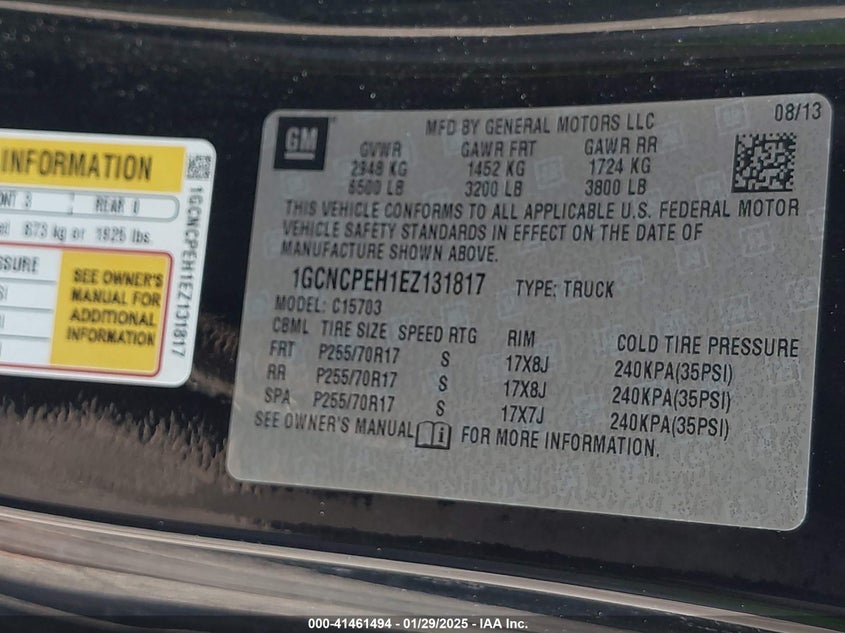 INFORMATION
REAR 0
673 kg or 1926 lbs.
SSURE
SEE OWNER'S
MANUAL FOR
ADDITIONAL
INFORMATION
1GCNCPEH1EZ131817
GM
MFD BY GENERAL MOTORS LLC
08/13
GVWR GAWR FRT GAWR RR
2948 KG 1452 KG 1724 KG
6500 LB 3200 LB 3800 LB
THIS VEHICLE CONFORMS TO ALL APPLICABLE U.S. FEDERAL MOTOR
VEHICLE SAFETY STANDARDS IN EFFECT ON THE DATE OF
MANUFACTURE SHOWN ABOVE.
1GCNCPEH1EZ131817 TYPE: TRUCK
MODEL: C15703
CBML TIRE SIZE SPEED RTG RIM COLD TIRE PRESSURE
FRT P255/70R17 S 17X8J 240KPA(35PSI)
RR P255/70R17 S 17X8J 240KPA(35PSI)
SPA P255/70R17 S 17X7J 240KPA(35PSI)
SEE OWNER'S MANUAL FOR MORE INFORMATION.
000-41461494 - 01/29/2025 - IAA Inc.